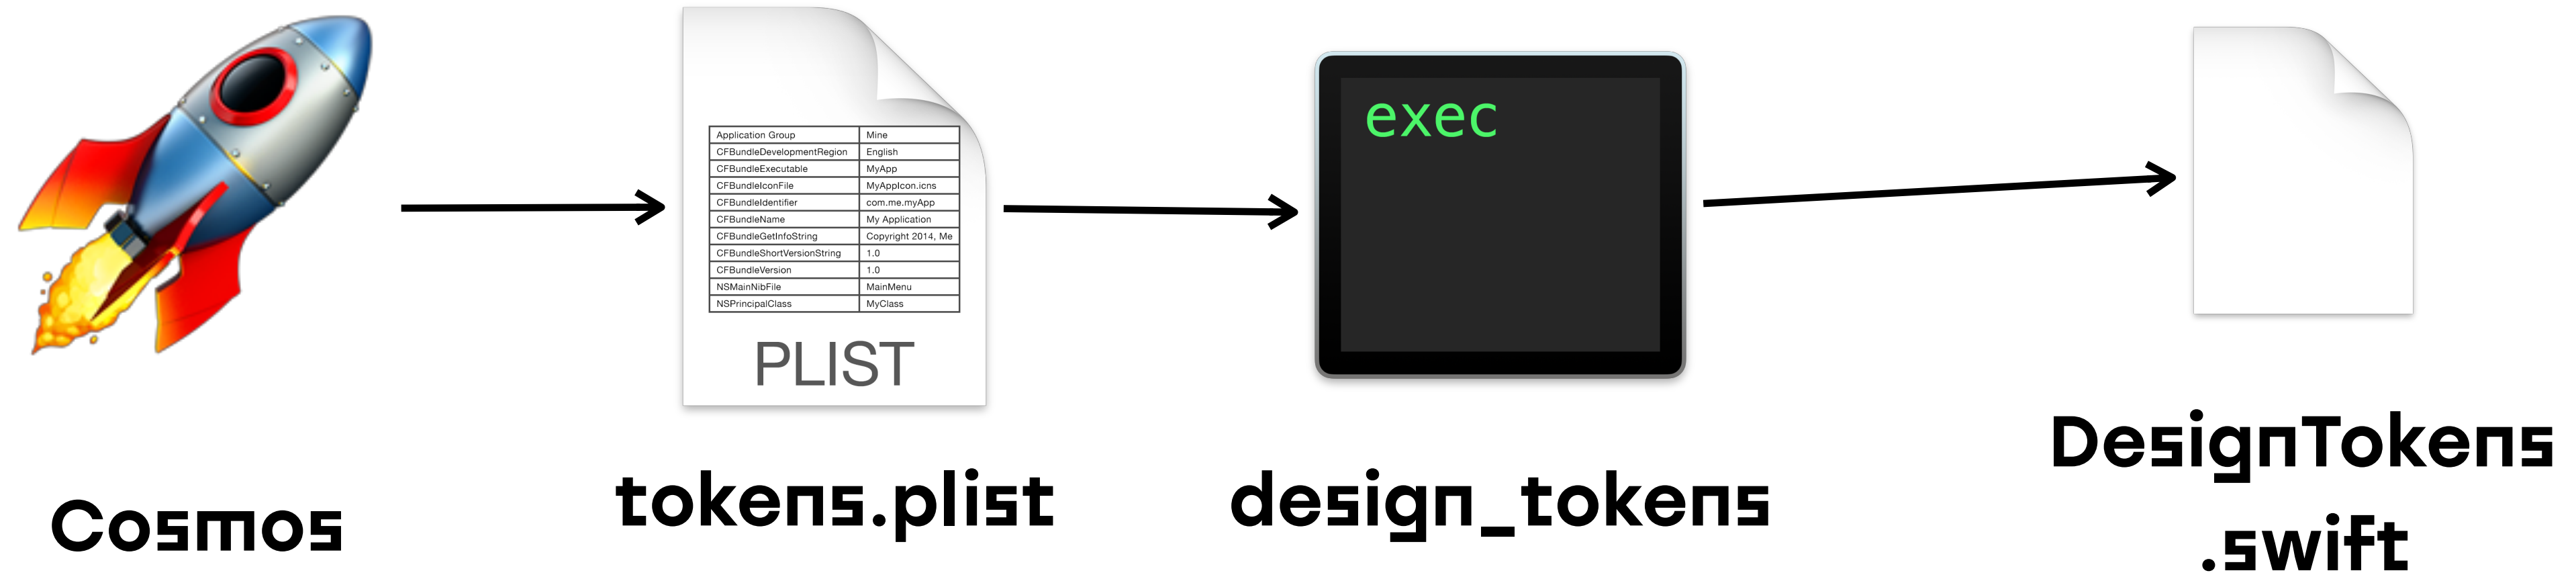 Application Group Mine
CFBundleDevelopmentRegion English
CFBundleExecutable MyApp
CFBundleIconFile MyAppIcon.icns
CFBundleIdentifier com.me.myApp
CFBundleName My Application
CFBundleGetInfoString Copyright 2014, Me
CFBundleShortVersionString 1.0
CFBundleVersion 1.0
NSMainNibFile MainMenu
NSPrincipalClass MyClass
PLIST
exec
Cosmos
tokens.plist
design_tokens
DesignTokens
.swift